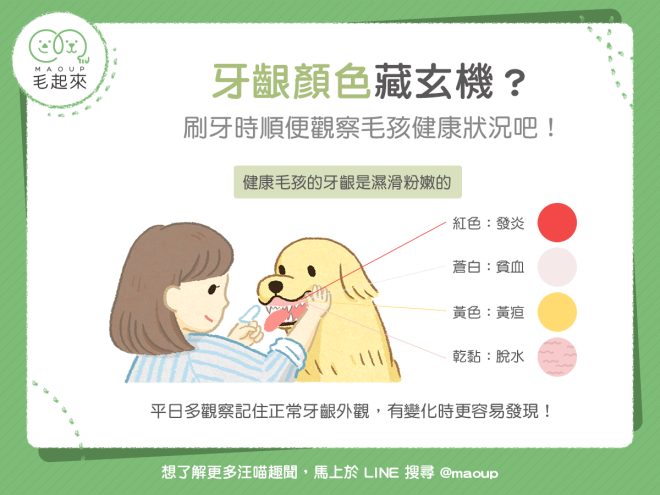 MAOUP
毛起來
牙齦顏色藏玄機？
刷牙時順便觀察毛孩健康狀況吧！
健康毛孩的牙齦是濕滑粉嫩的
紅色：發炎
蒼白：貧血
黃色：黃疸
乾黏：脫水
平日多觀察記住正常牙齦外觀，有變化時更容易發現！
想了解更多汪喵趣聞，馬上於 LINE 搜尋 @maoup